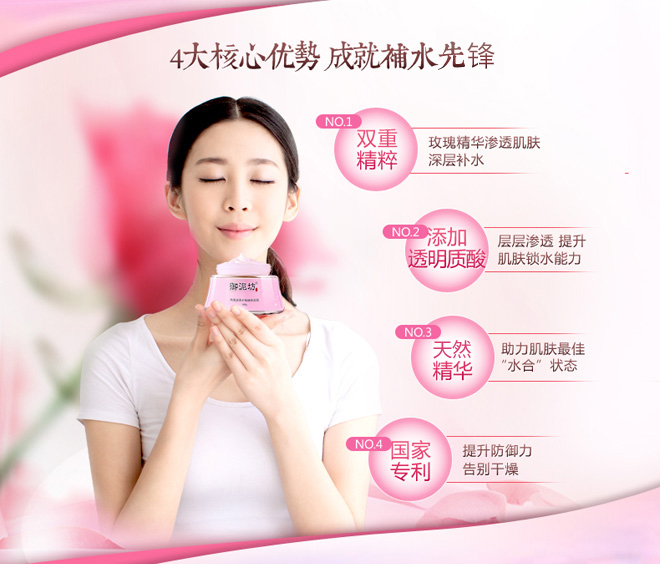 4大核心优勢 成就補水先锋
NO.1
双重
精粹
玫瑰精华渗透肌肤
深层补水
NO.2
添加
透明质酸
层层渗透 提升
肌肤锁水能力
御泥坊
NO.3
天然
精华
助力肌肤最佳
“水合”状态
NO.4
国家
专利
提升防御力
告别干燥